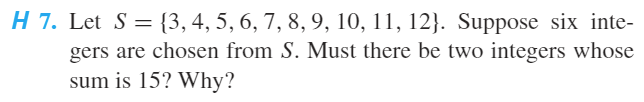 H 7. Let S = {3, 4, 5, 6, 7, 8, 9, 10, 11, 12}. Suppose six inte-
gers are chosen from S. Must there be two integers whose
sum is 15? Why?